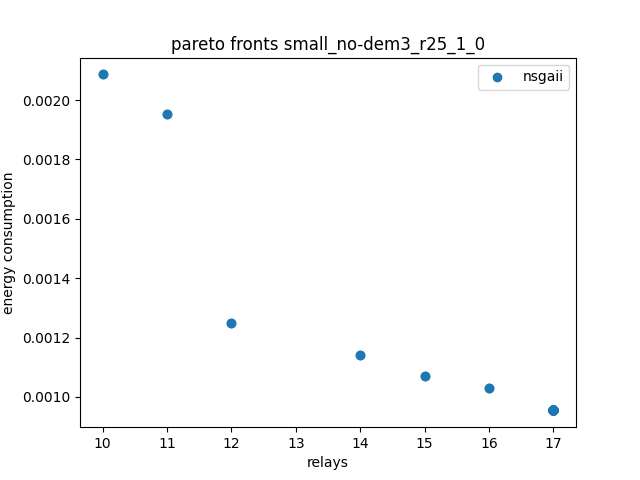 pareto fronts small_no-dem3_r25_1_0
nsgaii
energy consumption
0.0020
0.0018
0.0016
0.0014
0.0012
0.0010
10 11 12 13 14 15 16 17
relays